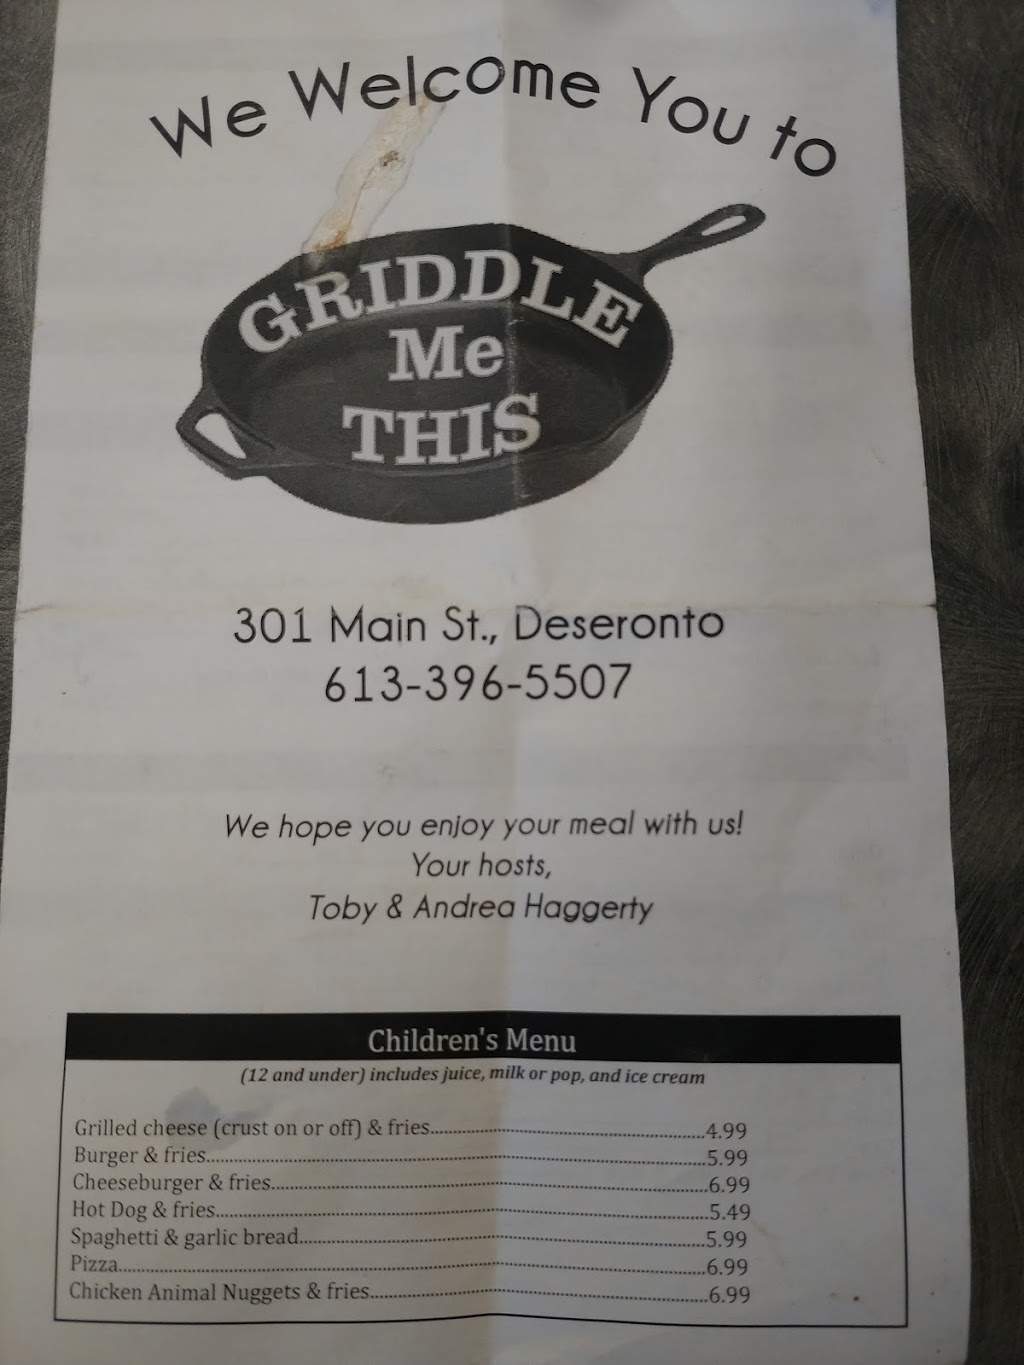 We Welcome You to
GRIDDLE
Me
THIS
301 Main St., Deseronto
613-396-5507
We hope you enjoy your meal with us!
Your hosts,
Toby & Andrea Haggerty
Children's Menu
(12 and under) includes juice, milk or pop, and ice cream
Grilled cheese (crust on or off) & fries 4.99
Burger & fries 5.99
Cheeseburger & fries 6.99
Hot Dog & fries 5.49
Spaghetti & garlic bread 5.99
Pizza 6.99
Chicken Animal Nuggets & fries 6.99